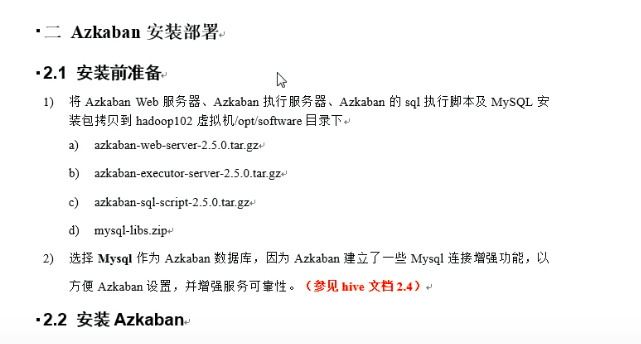 二 Azkaban 安装部署
2.1 安装前准备
1) 将 Azkaban Web 服务器、Azkaban 执行服务器、Azkaban 的 sql 执行脚本及 MySQL 安
装包拷贝到 hadoop102 虚拟机/opt/software 目录下
a) azkaban-web-server-2.5.0.tar.gz
b) azkaban-executor-server-2.5.0.tar.gz
c) azkaban-sql-script-2.5.0.tar.gz
d) mysql-libs.zip
2) 选择 Mysql 作为 Azkaban 数据库，因为 Azkaban 建立了一些 Mysql 连接增强功能，以
方便 Azkaban 设置，并增强服务可靠性。（参见 hive 文档 2.4）
2.2 安装 Azkaban